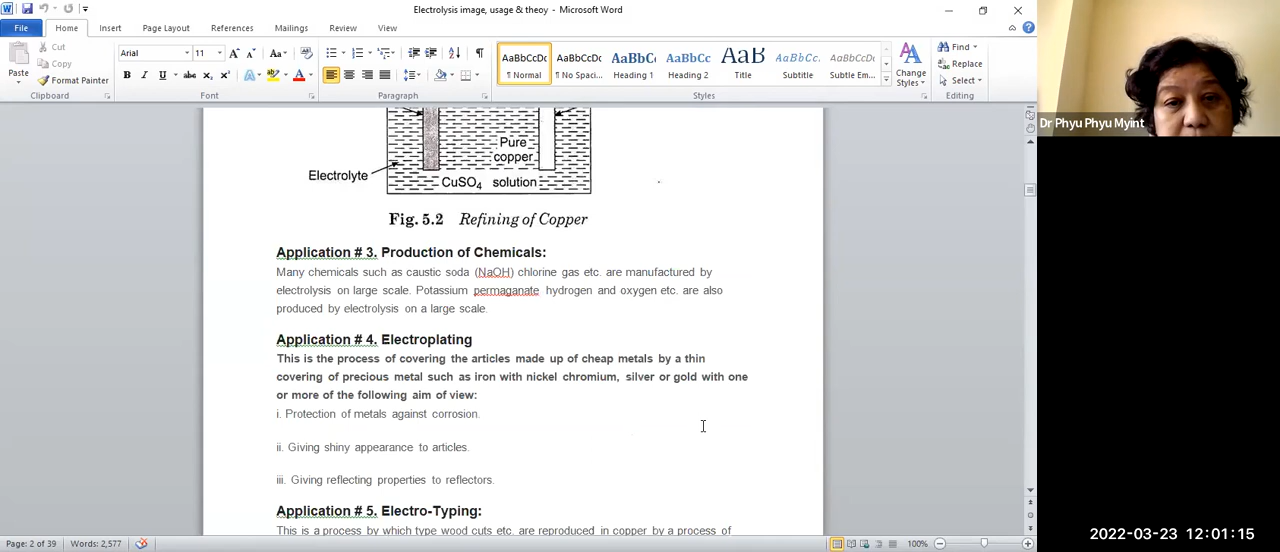 Electrolysis image, usage & theoy - Microsoft Word
File Home Insert Page Layout References Mailings Review View
Paste Cut Copy Format Painter
Arial 11
AaBbCcDc AaBbCcDc AaBbCc AaBbCc AaB AaBbCc. AaBbCcDc
¶ Normal ¶ No Spaci... Heading 1 Heading 2 Title Subtitle Subtle Em...
Change Styles
Find Replace Select
Clipboard Font Paragraph Styles Editing
Dr Phyu Phyu Myint
Pure
copper
Electrolyte
CuSO4 solution
Fig. 5.2 Refining of Copper
Application # 3. Production of Chemicals:
Many chemicals such as caustic soda (NaOH) chlorine gas etc. are manufactured by
electrolysis on large scale. Potassium permaganate hydrogen and oxygen etc. are also
produced by electrolysis on a large scale.
Application # 4. Electroplating
This is the process of covering the articles made up of cheap metals by a thin
covering of precious metal such as iron with nickel chromium, silver or gold with one
or more of the following aim of view:
i. Protection of metals against corrosion.
ii. Giving shiny appearance to articles.
iii. Giving reflecting properties to reflectors.
Application # 5. Electro-Typing:
This is a process by which type wood cuts etc. are reproduced in copper by a process of
Page: 2 of 39 Words: 2,577
100%
2022-03-23 12:01:15